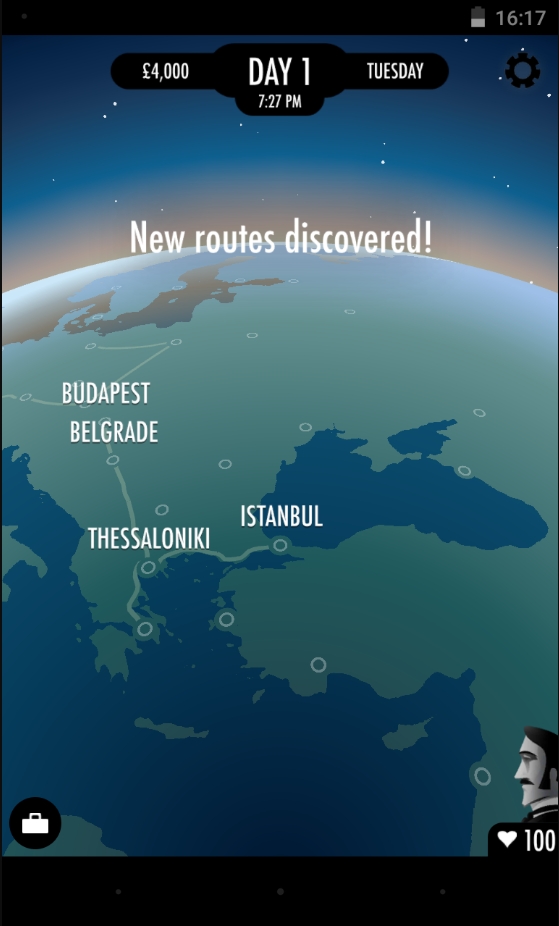 16:17
£4,000
DAY 1
TUESDAY
7:27 PM
New routes discovered!
BUDAPEST
BELGRADE
ISTANBUL
THESSALONIKI
100